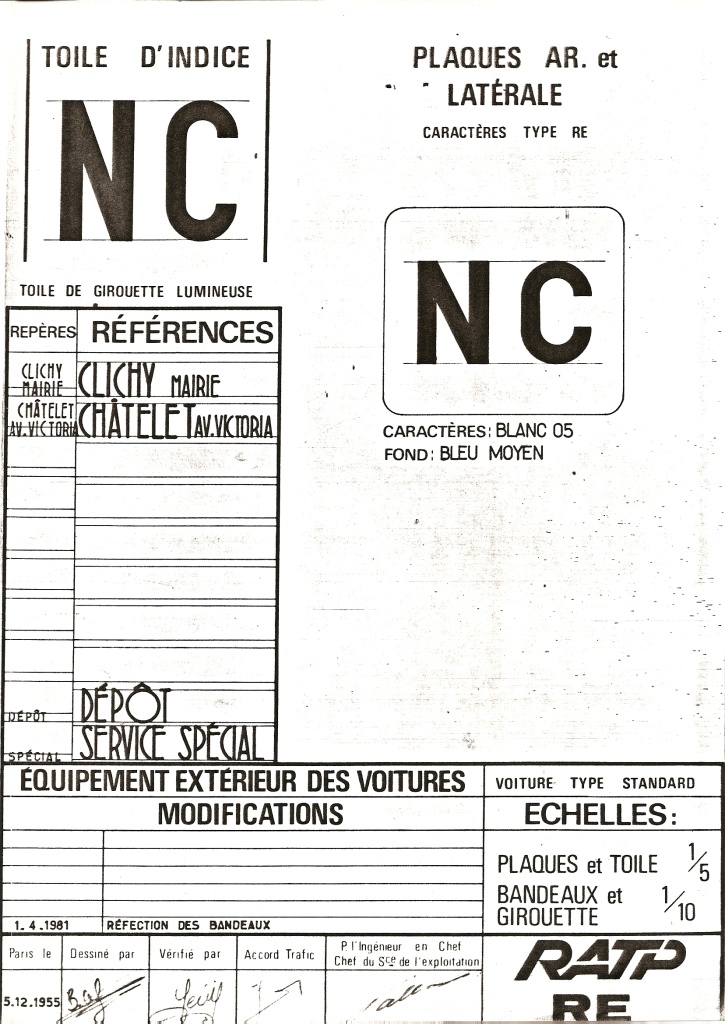 TOILE D'INDICE
NC
TOILE DE GIROUETTE LUMINEUSE
PLAQUES AR. et
LATÉRALE
CARACTÈRES TYPE RE
NC
CARACTÈRES: BLANC 05
FOND: BLEU MOYEN
REPÈRES RÉFÉRENCES
CLICHY MAIRIE CLICHY MAIRIE
CHÂTELET AV.VICTORIA CHÂTELET AV.VICTORIA
DÉPÔT DÉPÔT
SPÉCIAL SERVICE SPÉCIAL
ÉQUIPEMENT EXTÉRIEUR DES VOITURES
MODIFICATIONS
1.4.1981 RÉFECTION DES BANDEAUX
VOITURE TYPE STANDARD
ECHELLES:
PLAQUES et TOILE 1/5
BANDEAUX et
GIROUETTE 1/10
Paris le Dessiné par Vérifié par Accord Trafic P. l'Ingénieur en Chef
Chef du Sce de l'exploitation
5.12.1955
RATP
RE